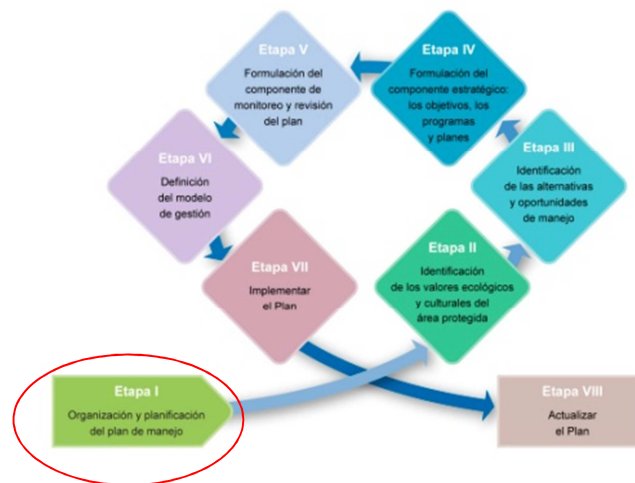 Etapa V
Formulación del
componente de
monitoreo y revisión
del plan
Etapa IV
Formulación del
componente estratégico:
los objetivos, los
programas
y planes
Etapa VI
Definición
del modelo
de gestión
Etapa III
Identificación
de las alternativas
y oportunidades
de manejo
Etapa VII
Implementar
el Plan
Etapa II
Identificación
de los valores ecológicos
y culturales del
área protegida
Etapa I
Organización y planificación
del plan de manejo
Etapa VIII
Actualizar
el Plan